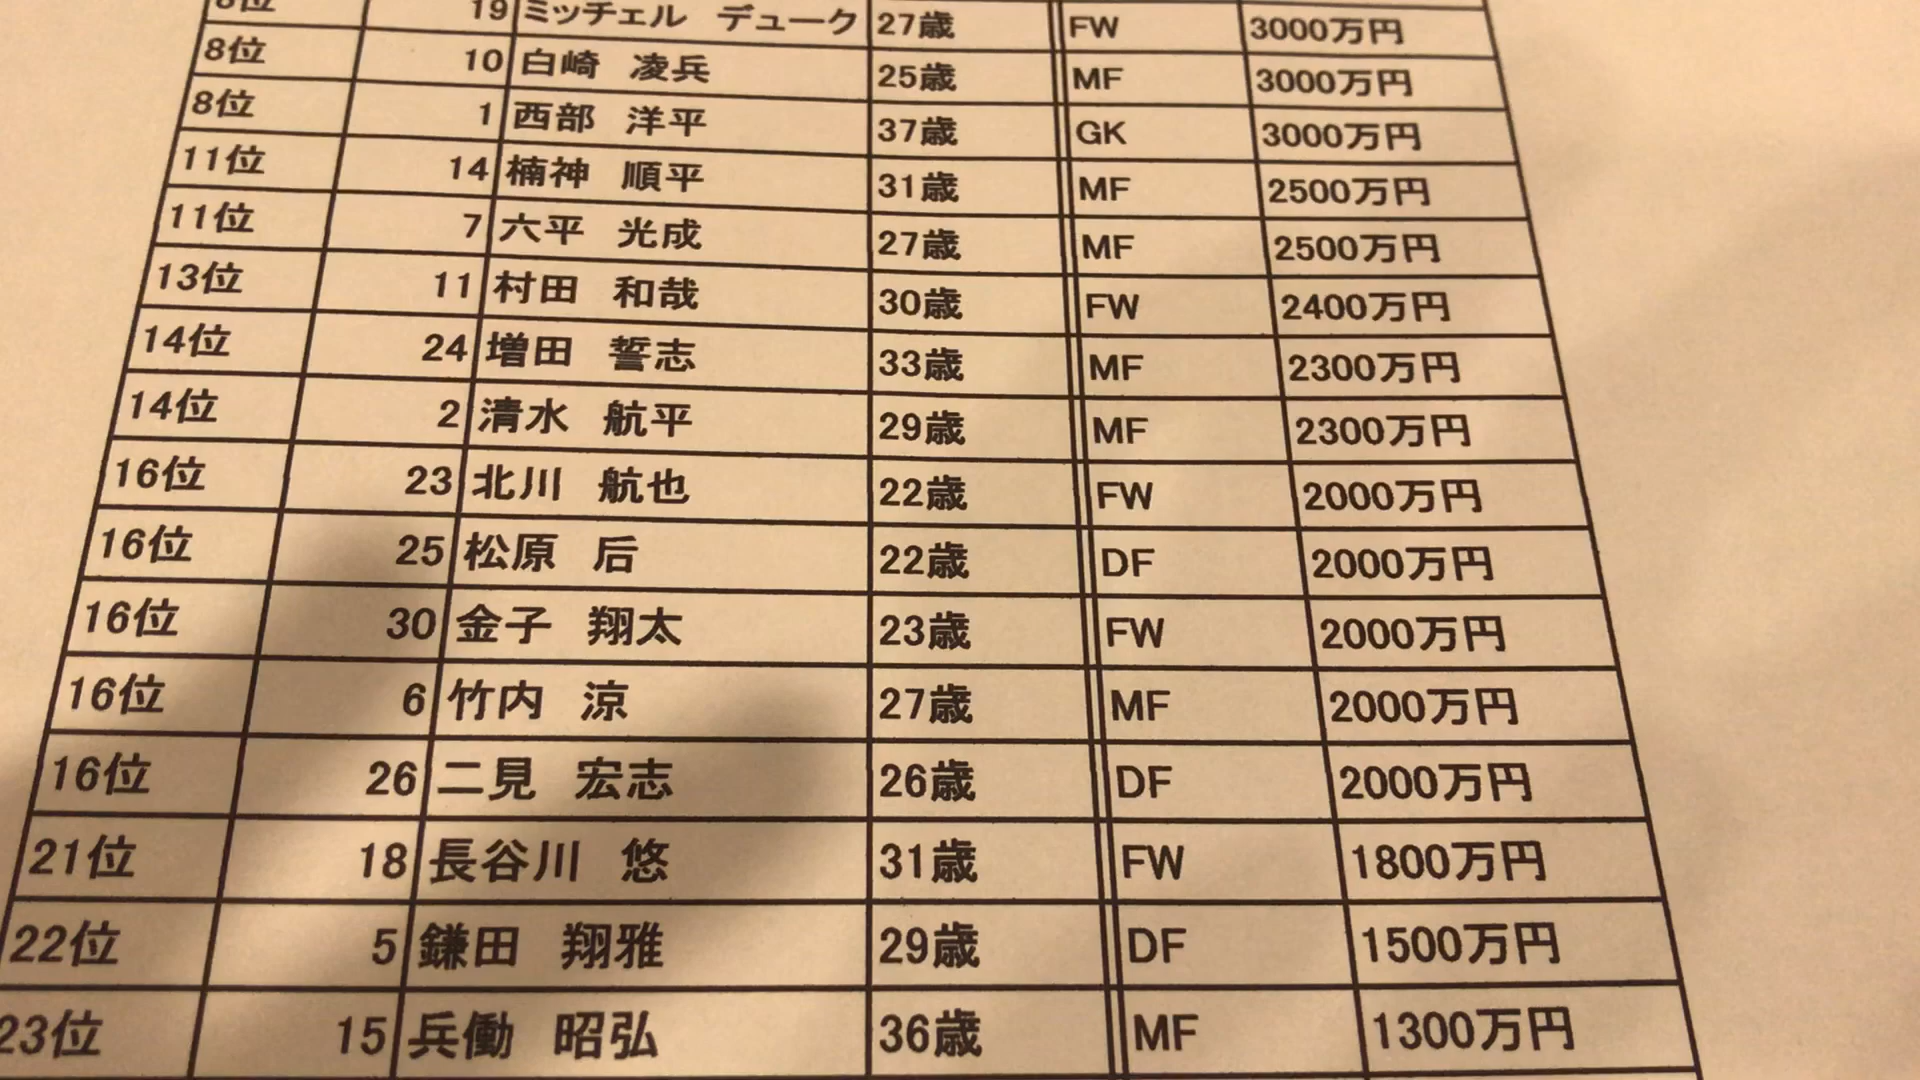 8位 19 ミッチェル デューク 27歳 FW 3000万円
8位 10 白崎 凌兵 25歳 MF 3000万円
8位 1 西部 洋平 37歳 GK 3000万円
11位 14 楠神 順平 31歳 MF 2500万円
11位 7 六平 光成 27歳 MF 2500万円
13位 11 村田 和哉 30歳 FW 2400万円
14位 24 増田 誓志 33歳 MF 2300万円
14位 2 清水 航平 29歳 MF 2300万円
16位 23 北川 航也 22歳 FW 2000万円
16位 25 松原 后 22歳 DF 2000万円
16位 30 金子 翔太 23歳 FW 2000万円
16位 6 竹内 涼 27歳 MF 2000万円
16位 26 二見 宏志 26歳 DF 2000万円
21位 18 長谷川 悠 31歳 FW 1800万円
22位 5 鎌田 翔雅 29歳 DF 1500万円
23位 15 兵働 昭弘 36歳 MF 1300万円